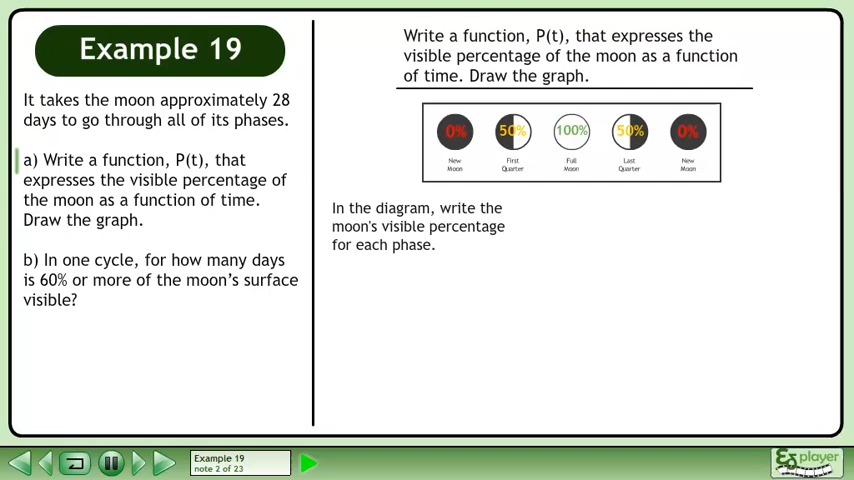 Example 19
It takes the moon approximately 28
days to go through all of its phases.
a) Write a function, P(t), that
expresses the visible percentage of
the moon as a function of time.
Draw the graph.
b) In one cycle, for how many days
is 60% or more of the moon's surface
visible?
Write a function, P(t), that expresses the
visible percentage of the moon as a function
of time. Draw the graph.
0% 50% 100% 50% 0%
New Moon First Quarter Full Moon Last Quarter New Moon
In the diagram, write the
moon's visible percentage
for each phase.
Example 19
note 2 of 23
player